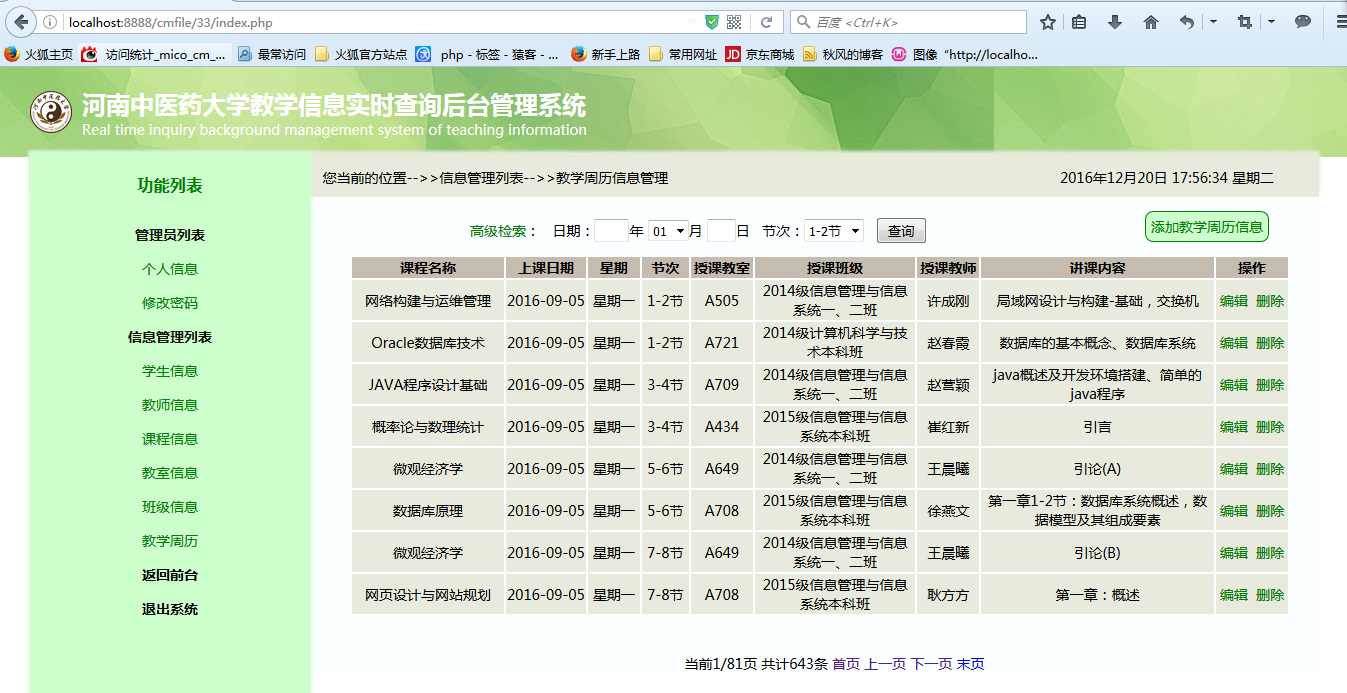 localhost:8888/cmfile/33/index.php
百度 <Ctrl+K>
火狐主页 访问统计_mico_cm_... 最常访问 火狐官方站点 php - 标签 - 猿客 - ... 新手上路 常用网址 JD 京东商城 秋风的博客 图像 “http://localho...
河南中医药大学教学信息实时查询后台管理系统
Real time inquiry background management system of teaching information
功能列表
管理员列表
个人信息
修改密码
信息管理列表
学生信息
教师信息
课程信息
教室信息
班级信息
教学周历
返回前台
退出系统
您当前的位置-->>信息管理列表-->>教学周历信息管理 2016年12月20日 17:56:34 星期二
高级检索： 日期： 年 01 月 日 节次： 1-2节 查询 添加教学周历信息
课程名称 上课日期 星期 节次 授课教室 授课班级 授课教师 讲课内容 操作
网络构建与运维管理 2016-09-05 星期一 1-2节 A505 2014级信息管理与信息系统一、二班 许成刚 局域网设计与构建-基础，交换机 编辑 删除
Oracle数据库技术 2016-09-05 星期一 1-2节 A721 2014级计算机科学与技术本科班 赵春霞 数据库的基本概念、数据库系统 编辑 删除
JAVA程序设计基础 2016-09-05 星期一 3-4节 A709 2014级信息管理与信息系统一、二班 赵营颖 java概述及开发环境搭建、简单的java程序 编辑 删除
概率论与数理统计 2016-09-05 星期一 3-4节 A434 2015级信息管理与信息系统本科班 崔红新 引言 编辑 删除
微观经济学 2016-09-05 星期一 5-6节 A649 2014级信息管理与信息系统一、二班 王晨曦 引论(A) 编辑 删除
数据库原理 2016-09-05 星期一 5-6节 A708 2015级信息管理与信息系统本科班 徐燕文 第一章1-2节：数据库系统概述，数据模型及其组成要素 编辑 删除
微观经济学 2016-09-05 星期一 7-8节 A649 2014级信息管理与信息系统一、二班 王晨曦 引论(B) 编辑 删除
网页设计与网站规划 2016-09-05 星期一 7-8节 A708 2015级信息管理与信息系统本科班 耿方方 第一章：概述 编辑 删除
当前1/81页 共计643条 首页 上一页 下一页 末页